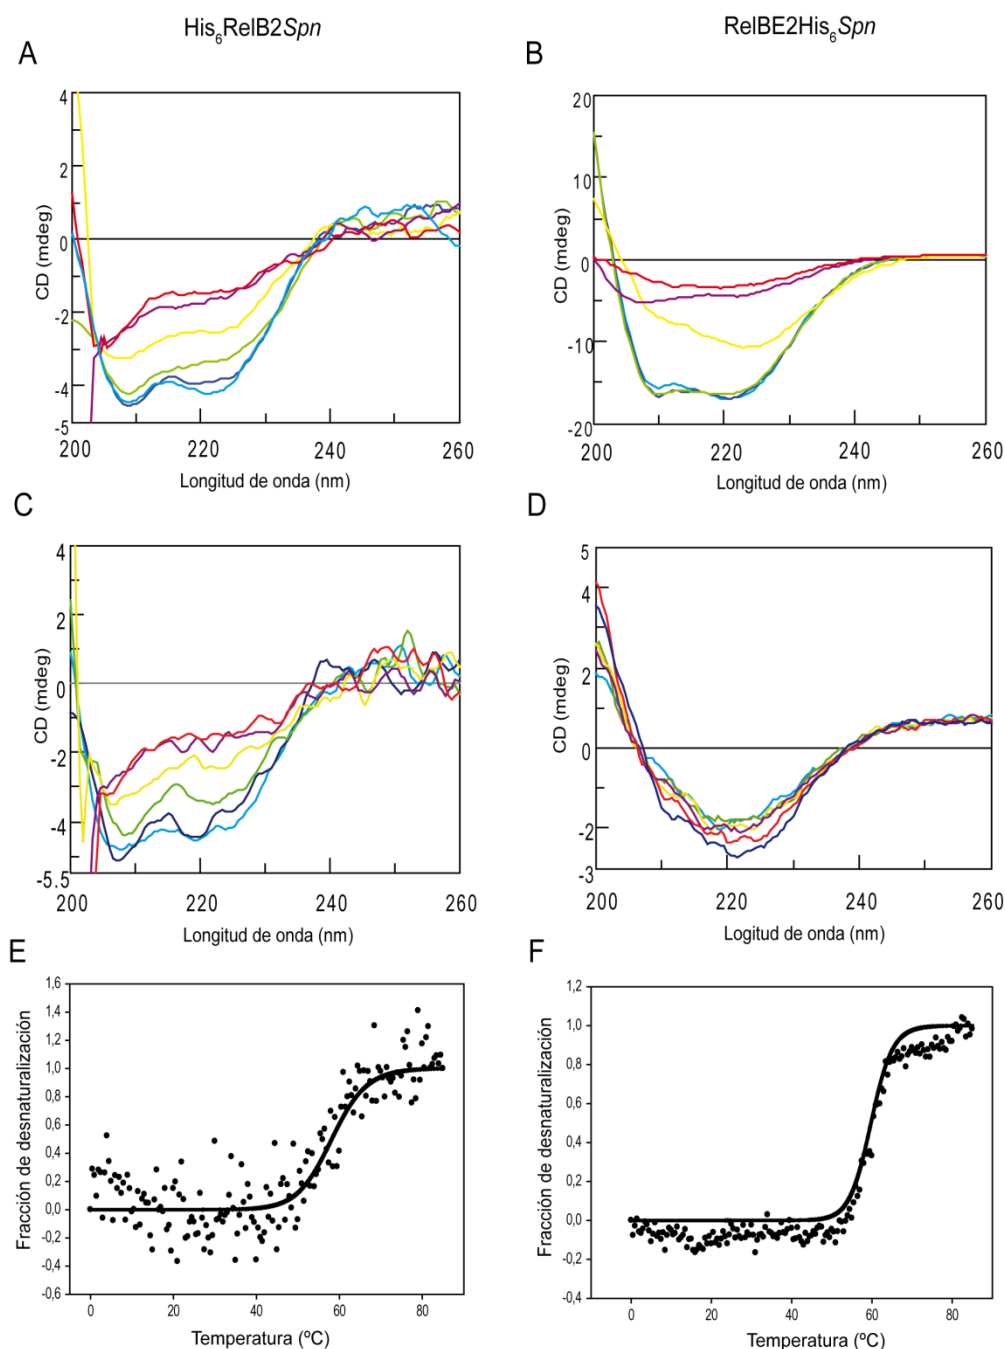 His6RelB2Spn
RelBE2His6Spn
A
B
4
2
0
-2
-4
-5
CD (mdeg)
200 220 240 260
Longitud de onda (nm)
20
10
0
-10
-20
CD (mdeg)
200 220 240 260
Longitud de onda (nm)
C
D
4
2
0
-2
-4
-5.5
CD (mdeg)
200 220 240 260
Longitud de onda (nm)
5
4
2
0
-2
-3
CD (mdeg)
200 220 240 260
Logitud de onda (nm)
E
F
1,6
1,4
1,2
1,0
0,8
0,6
0,4
0,2
0,0
-0,2
-0,4
-0,6
Fracción de desnaturalización
0 20 40 60 80
Temperatura (ºC)
1,2
1,0
0,8
0,6
0,4
0,2
0,0
-0,2
-0,4
Fracción de desnaturalización
0 20 40 60 80
Temperatura (ºC)